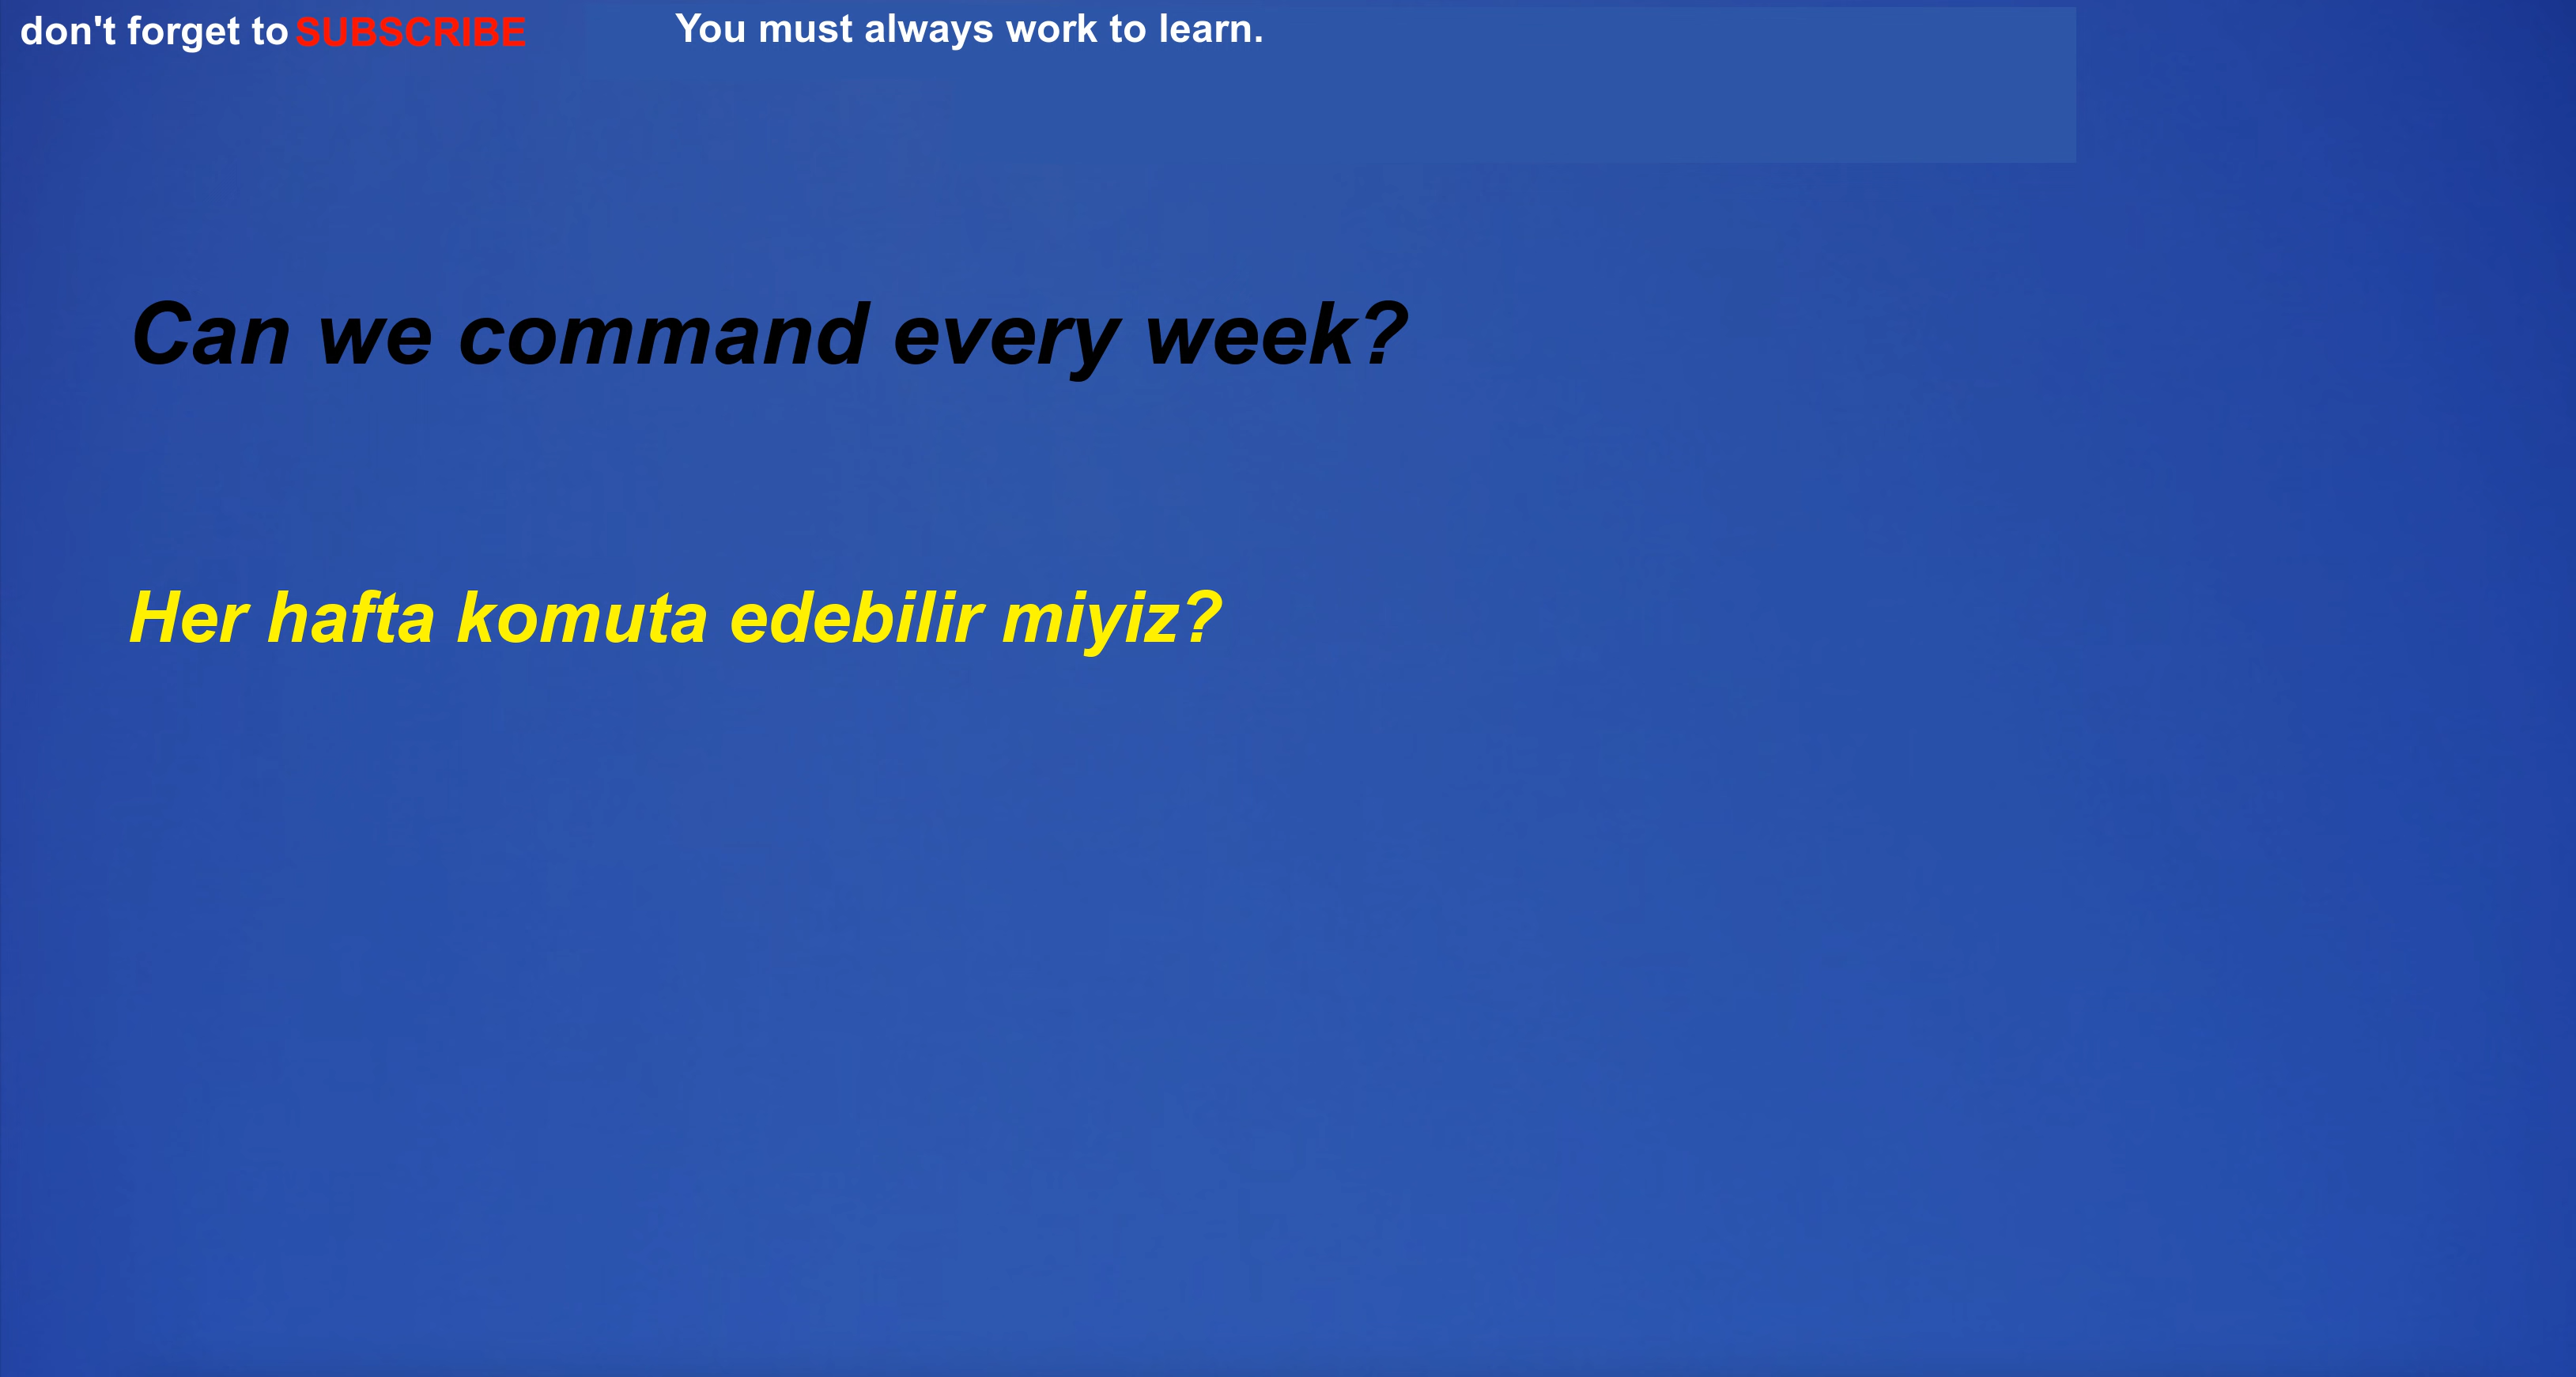 don't forget to SUBSCRIBE
You must always work to learn.
Can we command every week?
Her hafta komuta edebilir miyiz?